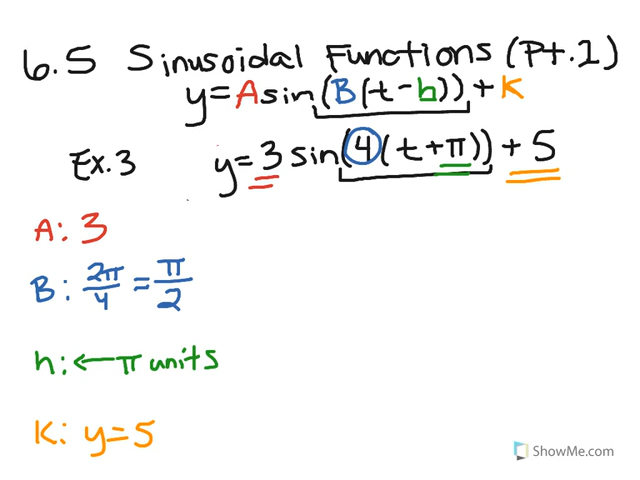 6.5 Sinusoidal Functions (Pt.1)
y=Asin(B(t-h))+K
Ex.3 y=3sin(4(t+π))+5
A: 3
B: 2π/4 = π/2
h: ← π units
K: y=5
ShowMe.com